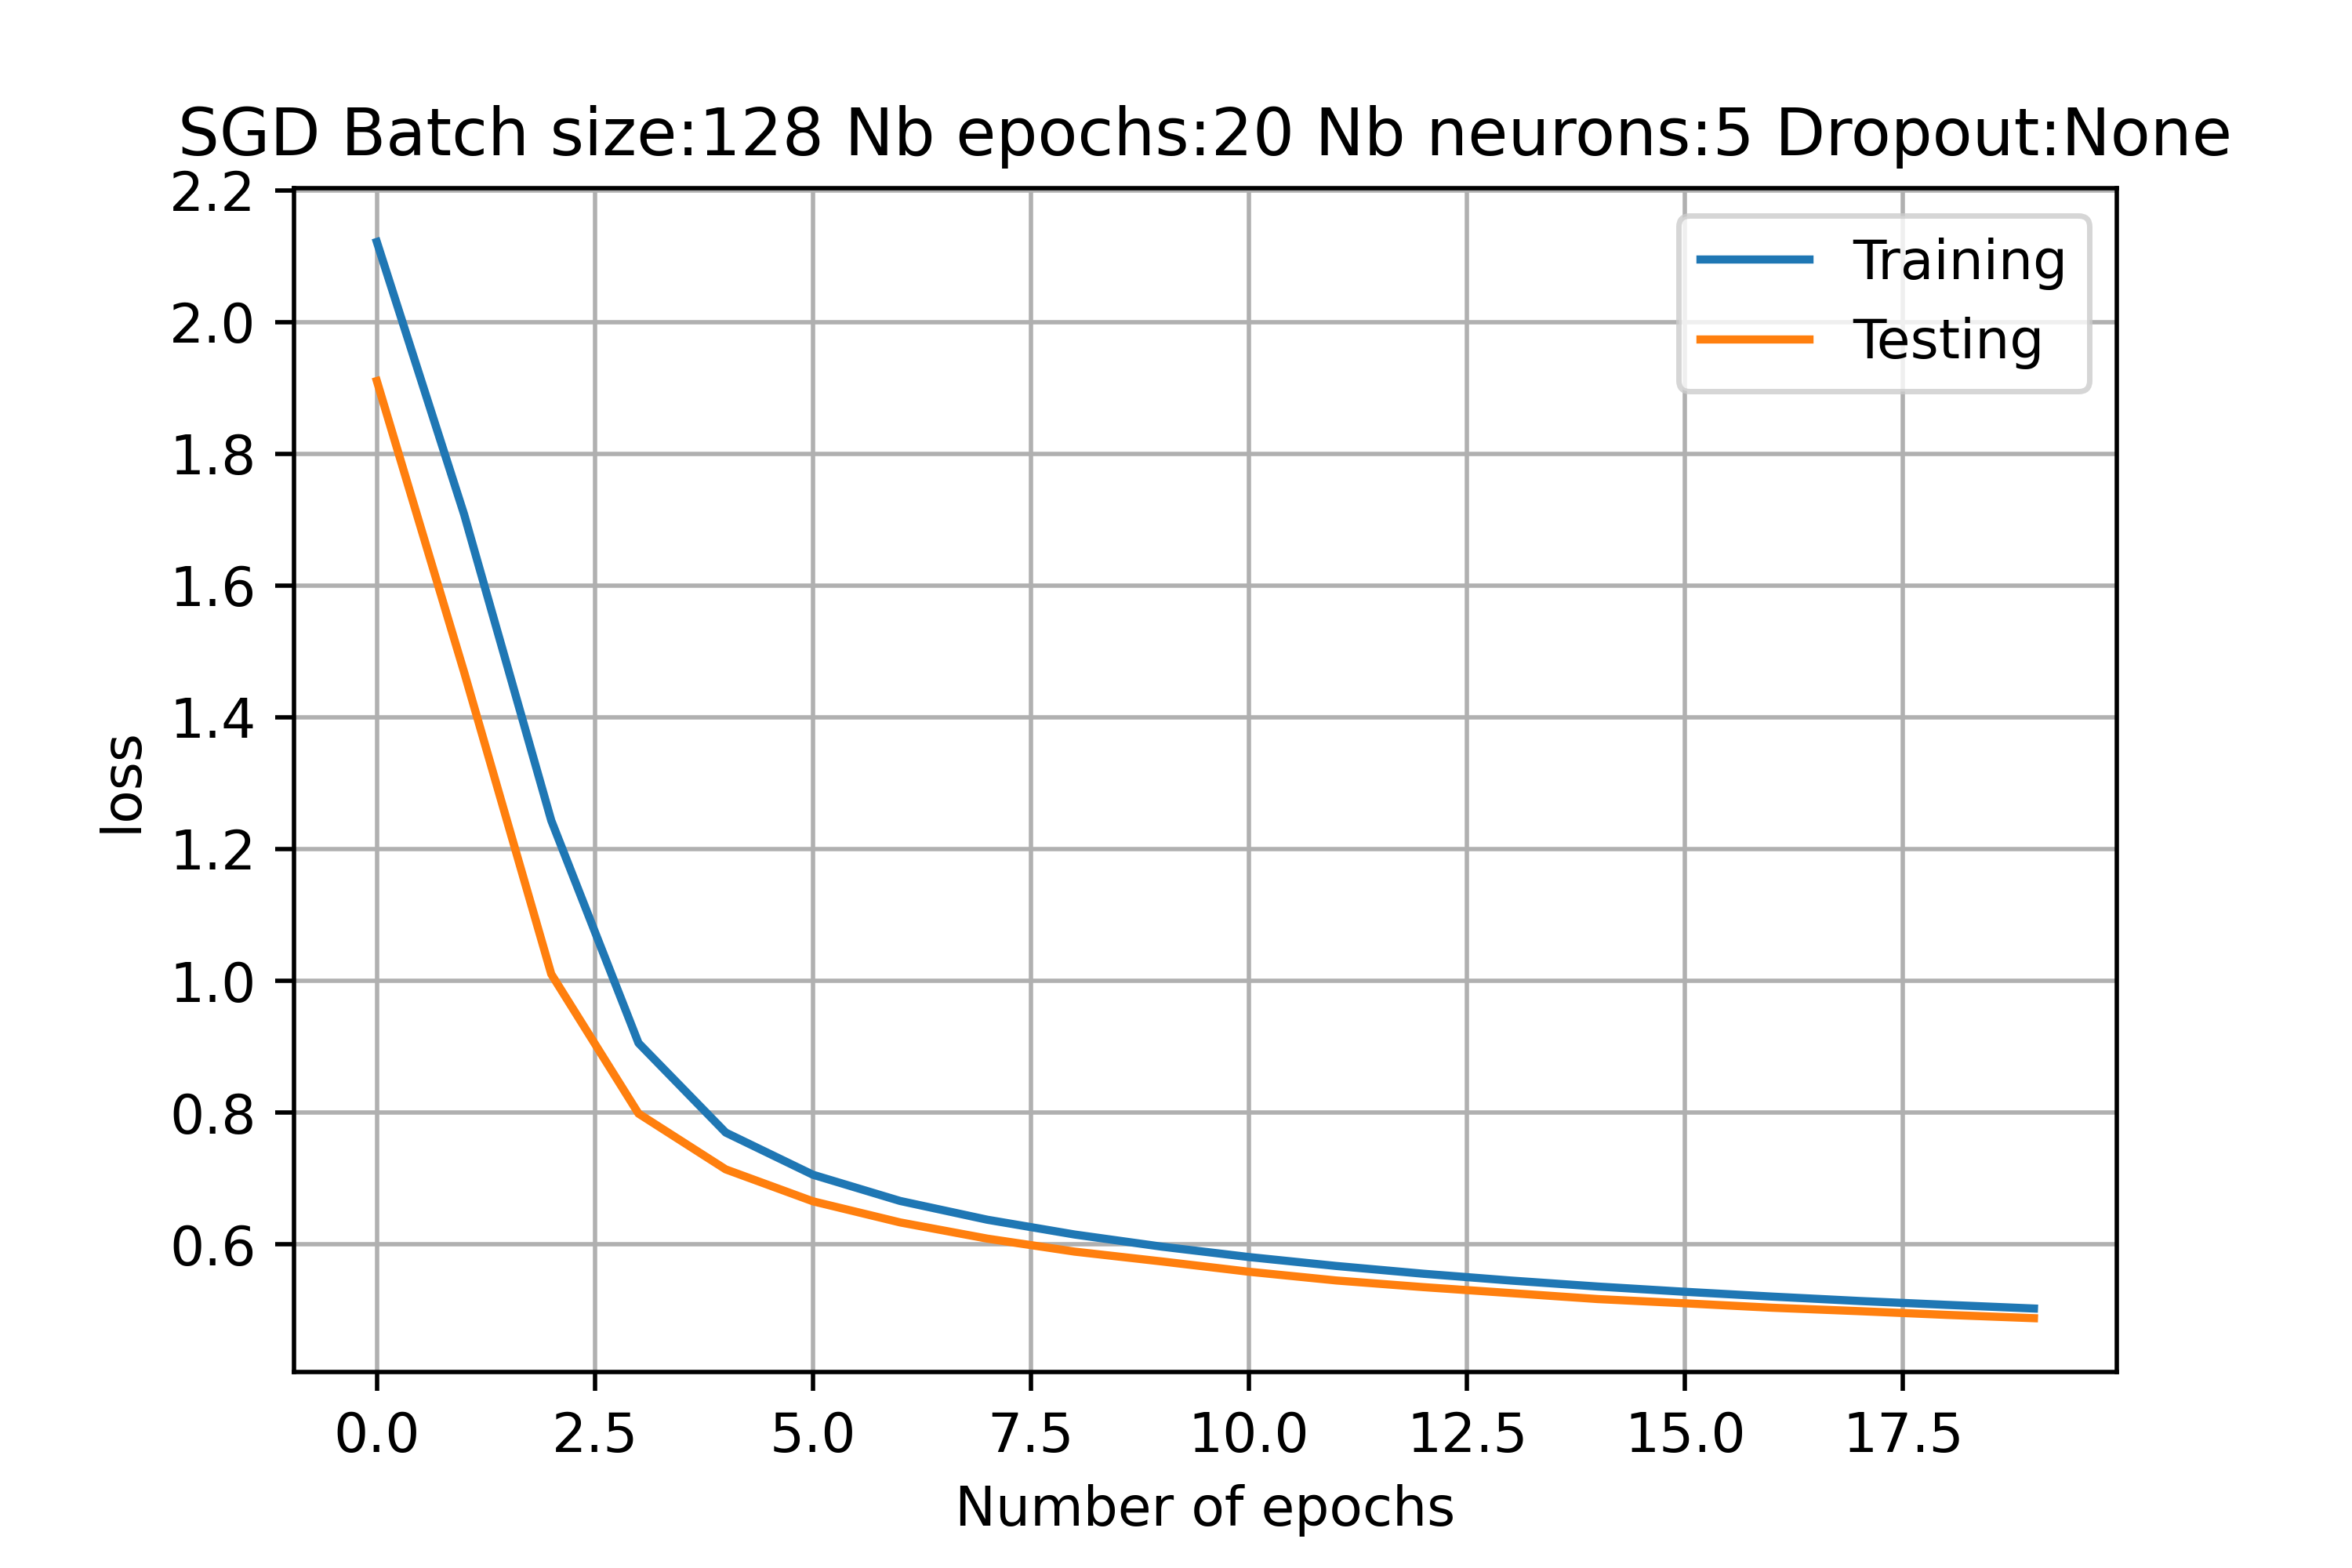 SGD Batch size:128 Nb epochs:20 Nb neurons:5 Dropout:None
2.2
2.0
1.8
1.6
1.4
1.2
1.0
0.8
0.6
loss
Training
Testing
0.0 2.5 5.0 7.5 10.0 12.5 15.0 17.5
Number of epochs